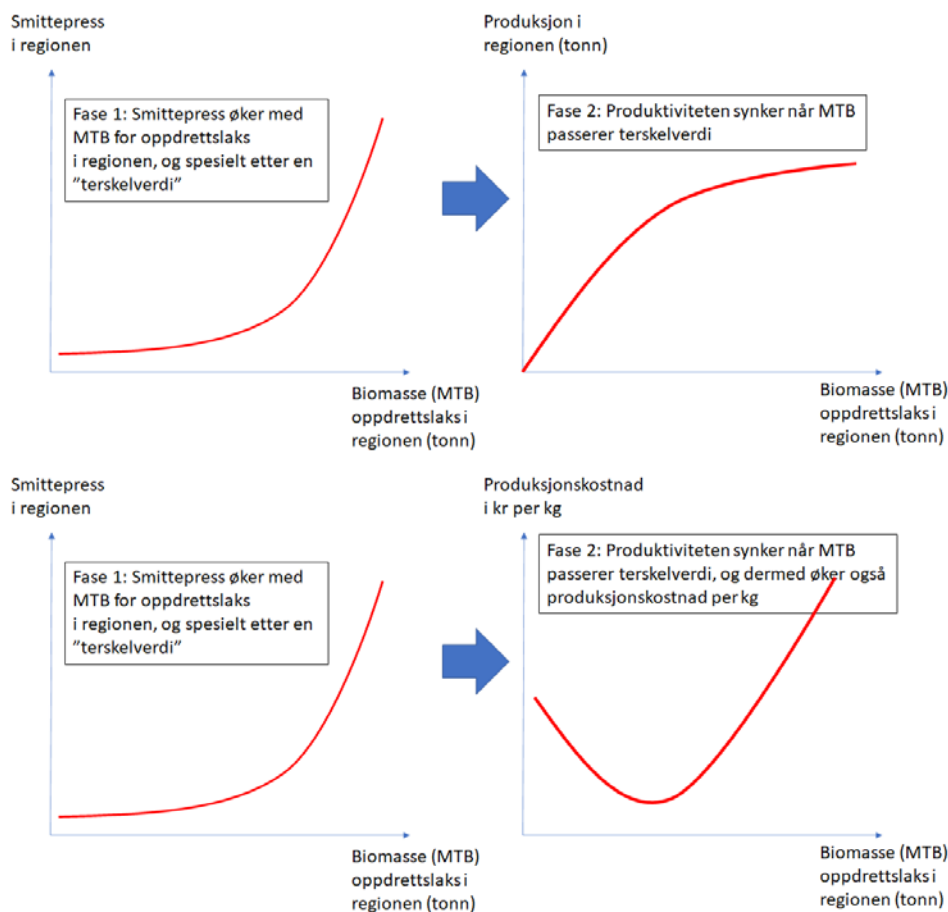 Smittepress
i regionen
Fase 1: Smittepress øker med
MTB for oppdrettslaks
i regionen, og spesielt etter en
”terskelverdi”
Biomasse (MTB)
oppdrettslaks i
regionen (tonn)
Produksjon i
regionen (tonn)
Fase 2: Produktiviteten synker når MTB
passerer terskelverdi
Biomasse (MTB)
oppdrettslaks i
regionen (tonn)
Smittepress
i regionen
Fase 1: Smittepress øker med
MTB for oppdrettslaks
i regionen, og spesielt etter en
”terskelverdi”
Biomasse (MTB)
oppdrettslaks i
regionen (tonn)
Produksjonskostnad
i kr per kg
Fase 2: Produktiviteten synker når MTB
passerer terskelverdi, og dermed øker også
produksjonskostnad per kg
Biomasse (MTB)
oppdrettslaks i
regionen (tonn)